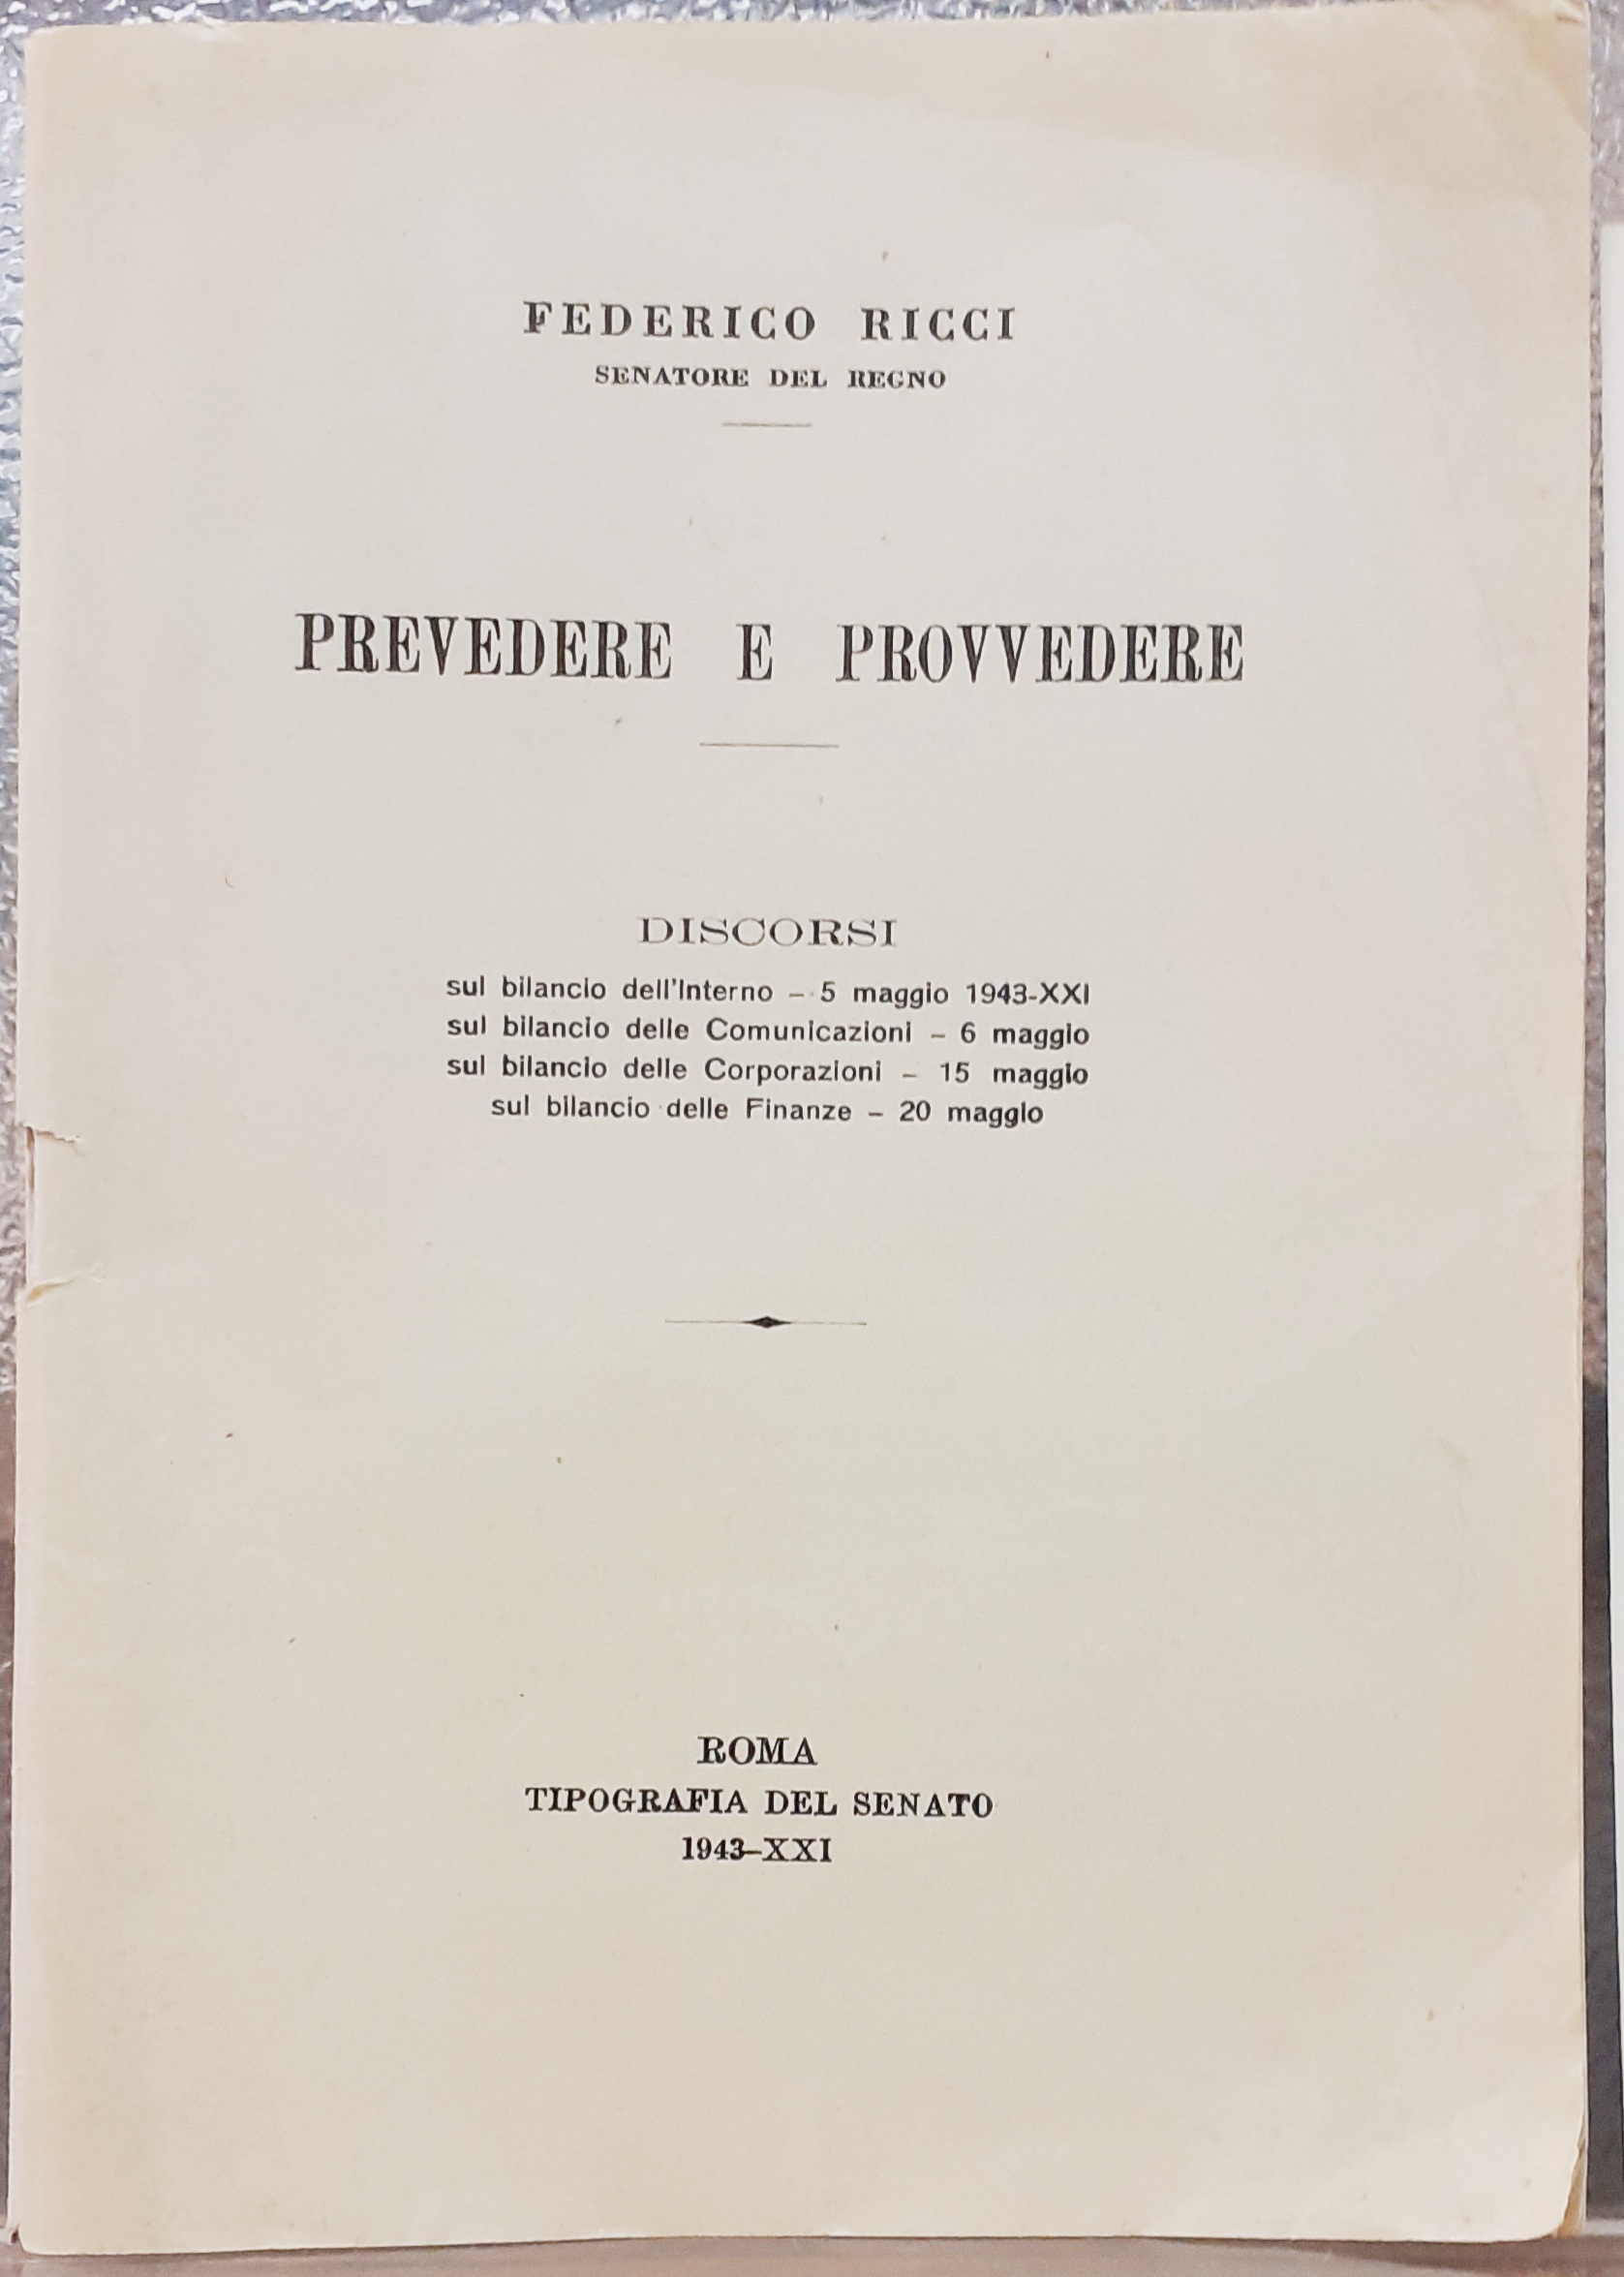 FEDERICO RICCI
SENATORE DEL REGNO
PREVEDERE E PROVVEDERE
DISCORSI
sul bilancio dell'Interno – 5 maggio 1943-XXI
sul bilancio delle Comunicazioni – 6 maggio
sul bilancio delle Corporazioni – 15 maggio
sul bilancio delle Finanze – 20 maggio
ROMA
TIPOGRAFIA DEL SENATO
1943–XXI